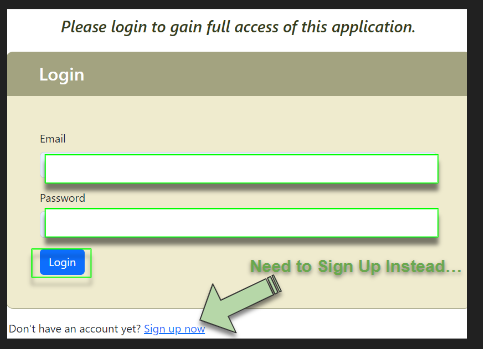 Please login to gain full access of this application.
Login
Email
Password
Login
Need to Sign Up Instead...
Don't have an account yet? Sign up now